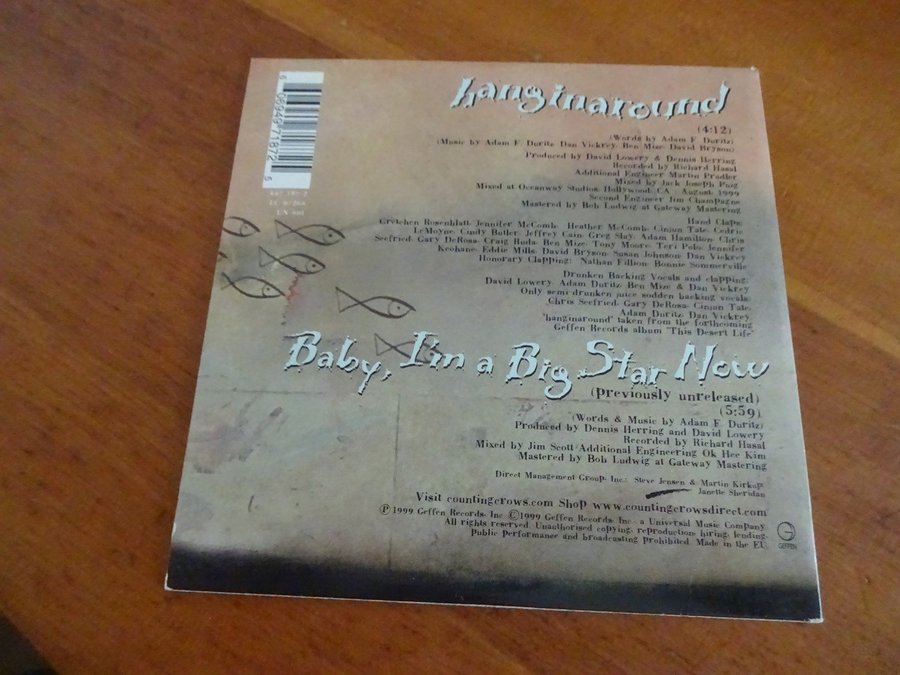 hanginaround
(4:12)
(Words by Adam F. Duritz)
(Music by Adam F. Duritz, Dan Vickrey, Ben Mize, David Bryson)
Produced by David Lowery & Dennis Herring
Recorded by Richard Hasal
Additional Engineer Martin Pradler
Mixed by Jack Joseph Puig
Mixed at Oceanway Studios, Hollywood, CA - August, 1999
Second Engineer Jim Champagne
Mastered by Bob Ludwig at Gateway Mastering
Band Claps:
Gretchen Rosenblatt, Jennifer McComb, Heather McComb, Cinjun Tate, Cedric
LeMoyne, Cindy Butler, Jeffrey Cain, Greg Slay, Adam Hamilton, Chris
Seefried, Gary DeRosa, Craig Ruda, Ben Mize, Tony Moore, Teri Polo, Jennifer
Keohane, Eddie Mills, David Bryson, Susan Johnson, Dan Vickrey
Honorary Clapping: Nathan Fillion, Bonnie Sommerville
Drunken Backing Vocals and clapping:
David Lowery, Adam Duritz, Ben Mize & Dan Vickrey
Only semi-drunken juice sodden backing vocals:
Chris Seefried, Gary DeRosa, Cinjun Tate,
Adam Duritz, Dan Vickrey
"hanginaround" taken from the forthcoming
Geffen Records album "This Desert Life"
Baby, I'm a Big Star Now
(previously unreleased)
(5:59)
(Words & Music by Adam F. Duritz)
Produced by Dennis Herring and David Lowery
Recorded by Richard Hasal
Mixed by Jim Scott/Additional Engineering Ok Hee Kim
Mastered by Bob Ludwig at Gateway Mastering
Direct Management Group, Inc.: Steve Jensen & Martin Kirkup,
Janette Sheridan
Visit countingcrows.com Shop www.countingcrowsdirect.com
℗ 1999 Geffen Records, Inc. ©1999 Geffen Records, Inc., a Universal Music Company.
All rights reserved. Unauthorised copying, reproduction, hiring, lending,
Public performance and broadcasting prohibited. Made in the EU.
GEFFEN
6 06949 71872 5